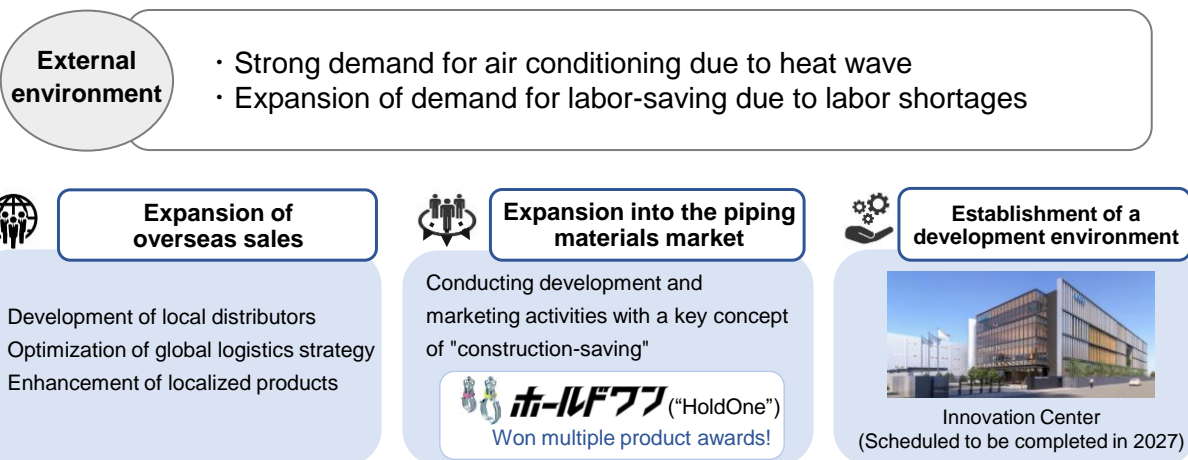 External
environment
・Strong demand for air conditioning due to heat wave
・Expansion of demand for labor-saving due to labor shortages
Expansion of
overseas sales
Development of local distributors
Optimization of global logistics strategy
Enhancement of localized products
Expansion into the piping
materials market
Conducting development and
marketing activities with a key concept
of "construction-saving"
ホールドワン (“HoldOne”)
Won multiple product awards!
Establishment of a
development environment
Innovation Center
(Scheduled to be completed in 2027)